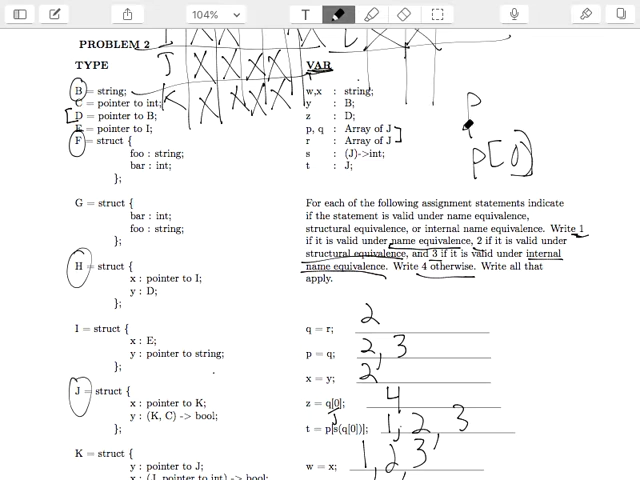 104%
T
PROBLEM 2
I X X X X L X X
J X X X X
K X X X X
TYPE
B = string;
C = pointer to int;
D = pointer to B;
E = pointer to I;
F = struct {
foo : string;
bar : int;
};
G = struct {
bar : int;
foo : string;
};
H = struct {
x : pointer to I;
y : D;
};
I = struct {
x : E;
y : pointer to string;
};
J = struct {
x : pointer to K;
y : (K, C) -> bool;
};
K = struct {
y : pointer to J;
x : (J, pointer to int) -> bool;
VAR
w,x : string;
y : B;
z : D;
p, q : Array of J
r : Array of J
s : (J)->int;
t : J;
p
p[0]
For each of the following assignment statements indicate
if the statement is valid under name equivalence,
structural equivalence, or internal name equivalence. Write 1
if it is valid under name equivalence, 2 if it is valid under
structural equivalence, and 3 if it is valid under internal
name equivalence. Write 4 otherwise. Write all that
apply.
q = r; 2
p = q; 2, 3
x = y; 2
z = q[0]; 4
J
t = p[s(q[0])]; 1, 2, 3
w = x; 1, 2, 3